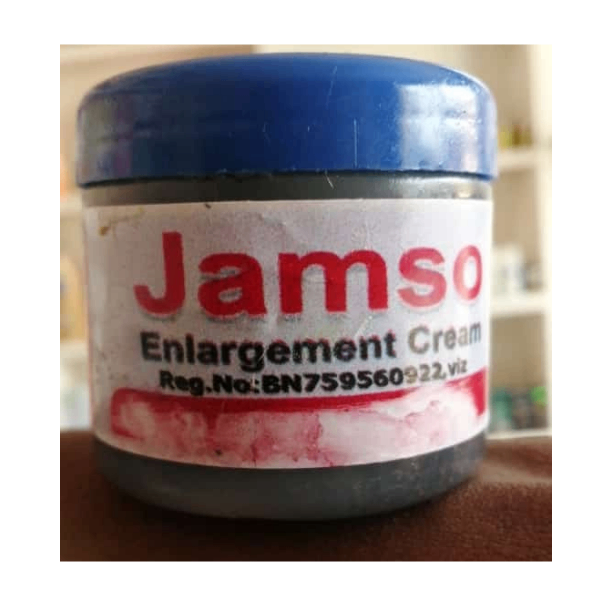 Jamso
Enlargement Cream
Reg.No:BN759560922,viz